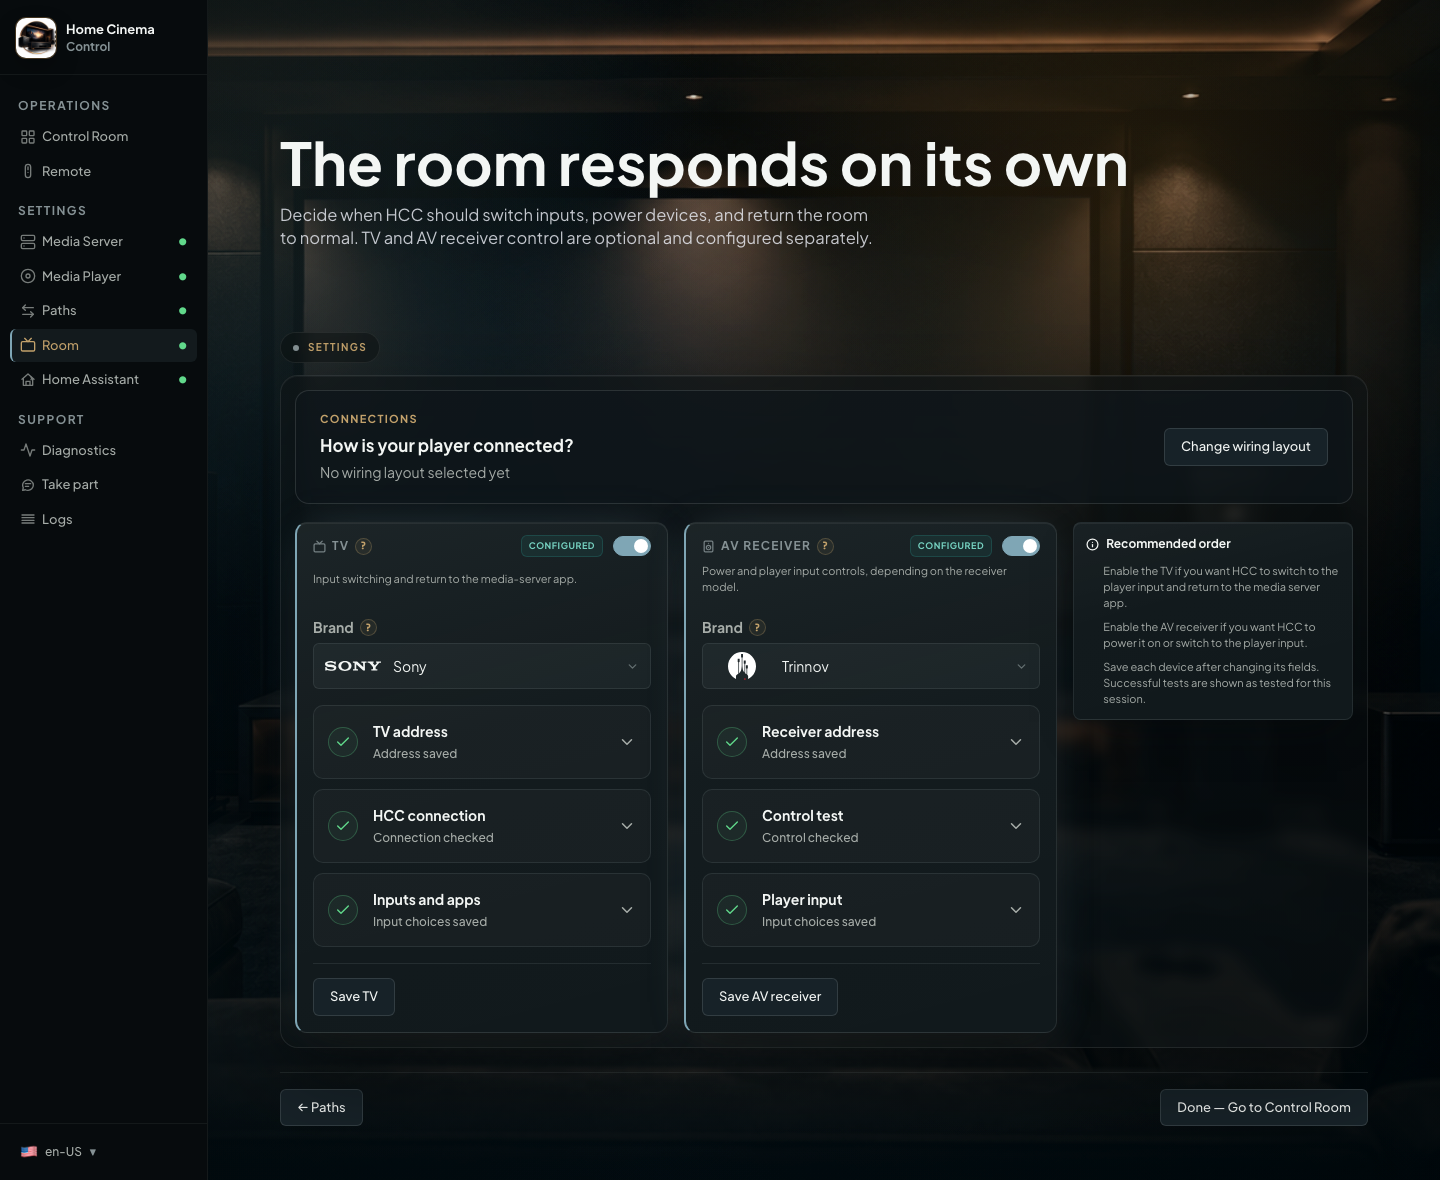 Home Cinema
Control
OPERATIONS
Control Room
Remote
SETTINGS
Media Server
Media Player
Paths
Room
Home Assistant
SUPPORT
Diagnostics
Take part
Logs
en-US
The room responds on its own
Decide when HCC should switch inputs, power devices, and return the room
to normal. TV and AV receiver control are optional and configured separately.
SETTINGS
CONNECTIONS
How is your player connected?
No wiring layout selected yet
Change wiring layout
TV ?
CONFIGURED
Input switching and return to the media-server app.
Brand ?
SONY Sony
TV address
Address saved
HCC connection
Connection checked
Inputs and apps
Input choices saved
Save TV
AV RECEIVER ?
CONFIGURED
Power and player input controls, depending on the receiver
model.
Brand ?
Trinnov
Receiver address
Address saved
Control test
Control checked
Player input
Input choices saved
Save AV receiver
Recommended order
Enable the TV if you want HCC to switch to the
player input and return to the media server
app.
Enable the AV receiver if you want HCC to
power it on or switch to the player input.
Save each device after changing its fields.
Successful tests are shown as tested for this
session.
← Paths
Done — Go to Control Room